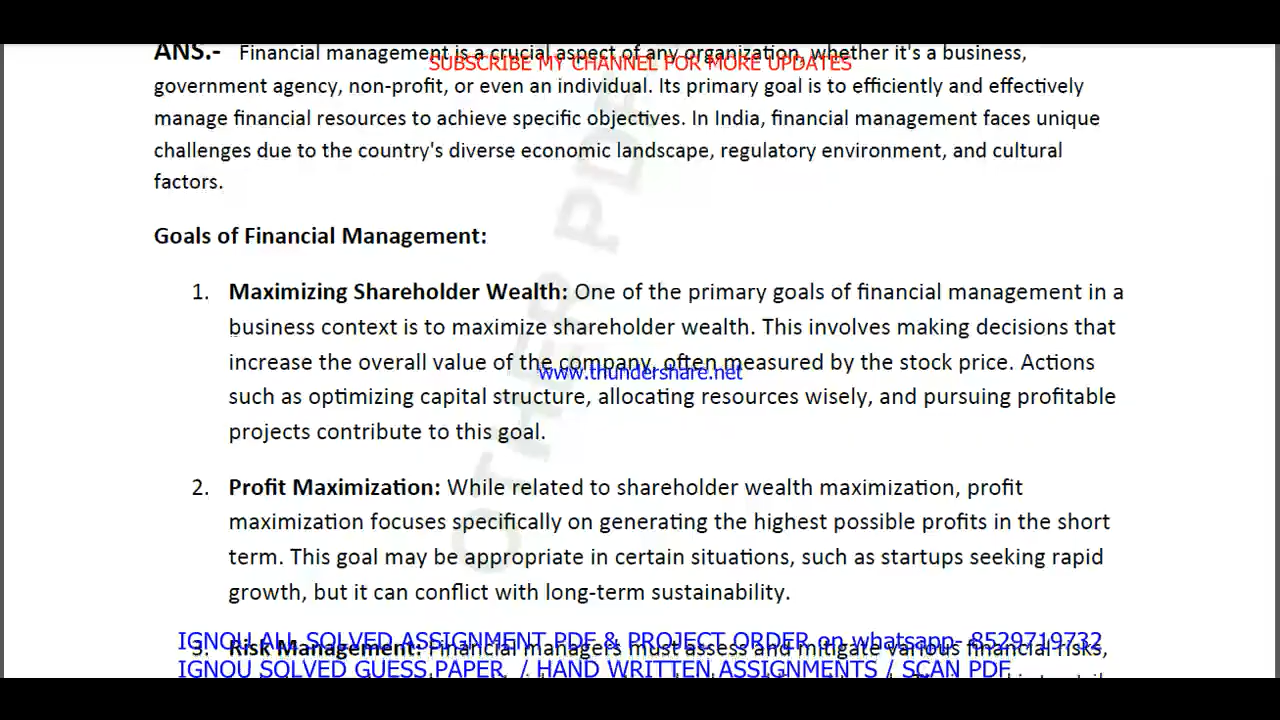 ANS.- Financial management is a crucial aspect of any organization, whether it's a business,
SUBSCRIBE MY CHANNEL FOR MORE UPDATES
government agency, non-profit, or even an individual. Its primary goal is to efficiently and effectively
manage financial resources to achieve specific objectives. In India, financial management faces unique
challenges due to the country's diverse economic landscape, regulatory environment, and cultural
factors.
Goals of Financial Management:
1. Maximizing Shareholder Wealth: One of the primary goals of financial management in a
business context is to maximize shareholder wealth. This involves making decisions that
increase the overall value of the company, often measured by the stock price. Actions
www.thundershare.net
such as optimizing capital structure, allocating resources wisely, and pursuing profitable
projects contribute to this goal.
2. Profit Maximization: While related to shareholder wealth maximization, profit
maximization focuses specifically on generating the highest possible profits in the short
term. This goal may be appropriate in certain situations, such as startups seeking rapid
growth, but it can conflict with long-term sustainability.
IGNOU ALL SOLVED ASSIGNMENT PDF & PROJECT ORDER on whatsapp- 8529719732
3. Risk Management: Financial managers must assess and mitigate various financial risks,
IGNOU SOLVED GUESS PAPER / HAND WRITTEN ASSIGNMENTS / SCAN PDF
OTHER PDF